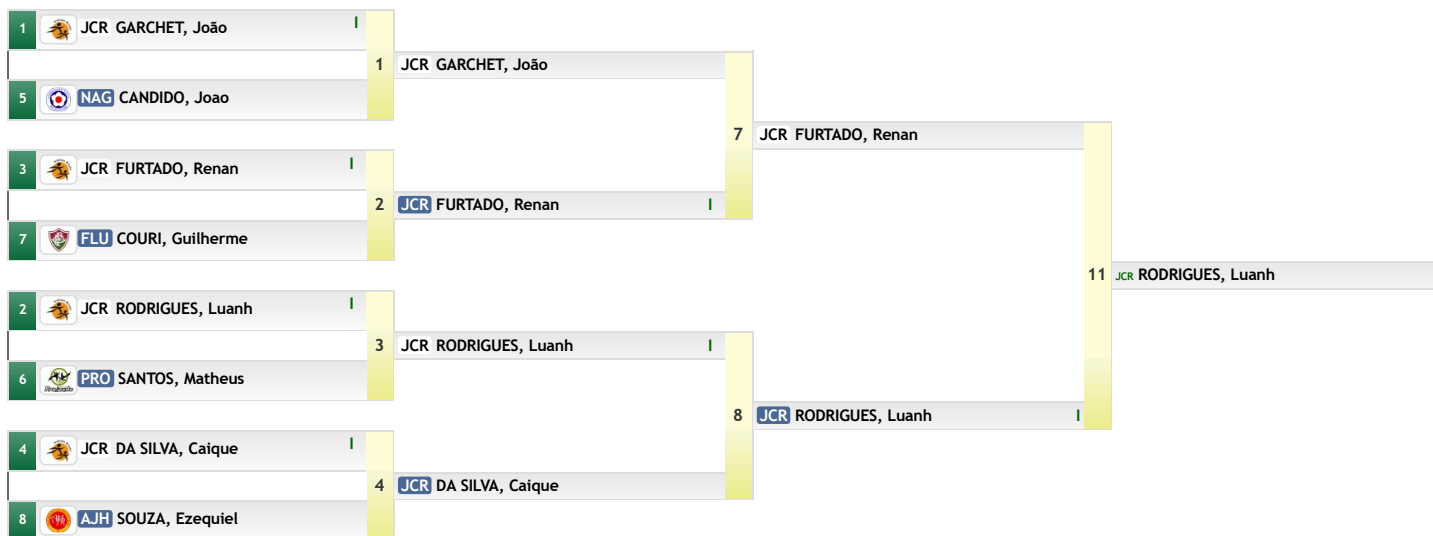 1 JCR GARCHET, João I
1 JCR GARCHET, João
5 NAG CANDIDO, Joao
7 JCR FURTADO, Renan
3 JCR FURTADO, Renan I
2 JCR FURTADO, Renan I
7 FLU COURI, Guilherme
11 JCR RODRIGUES, Luanh
2 JCR RODRIGUES, Luanh I
3 JCR RODRIGUES, Luanh I
6 PRO SANTOS, Matheus
8 JCR RODRIGUES, Luanh I
4 JCR DA SILVA, Caique I
4 JCR DA SILVA, Caique
8 AJH SOUZA, Ezequiel